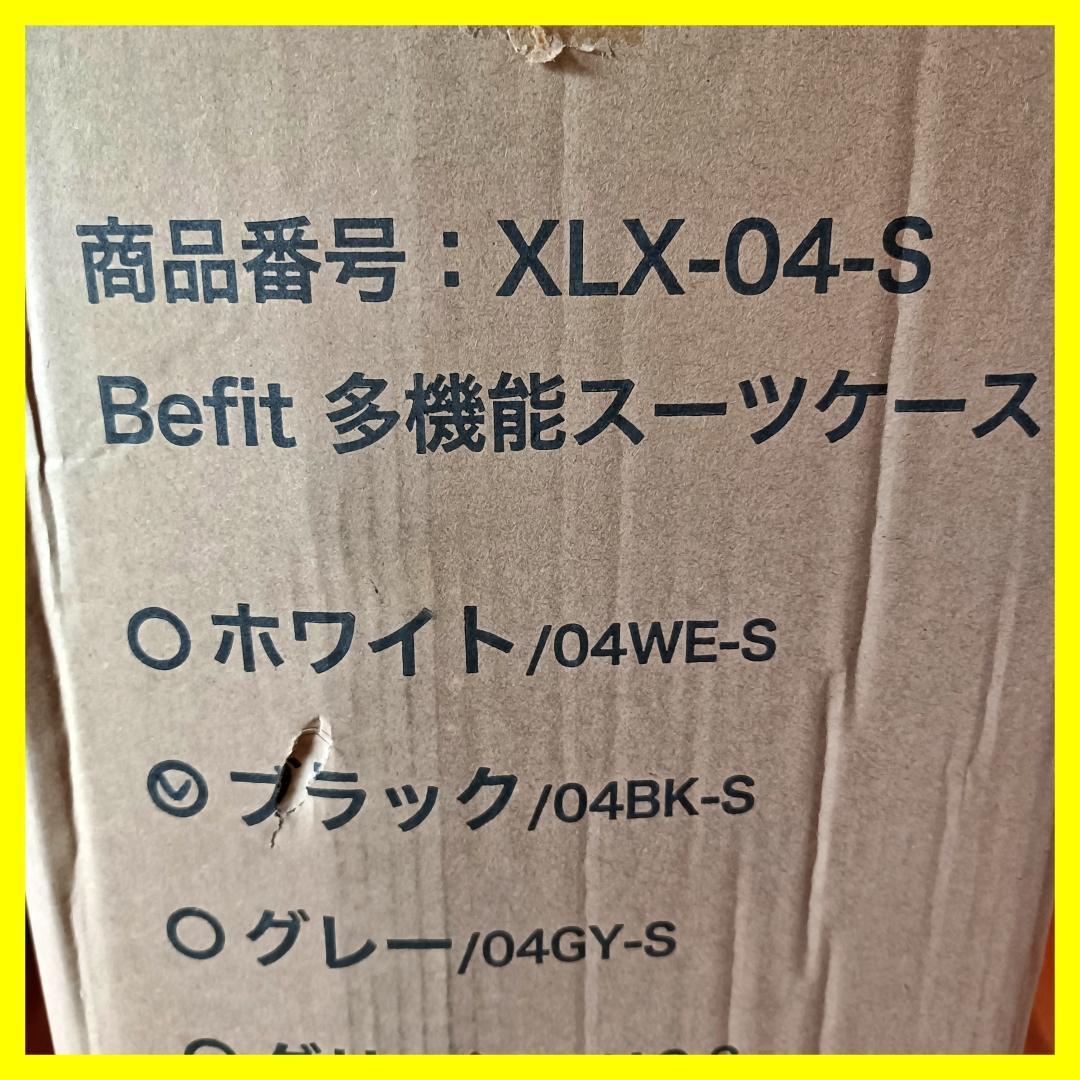 商品番号：XLX-04-S
Befit 多機能スーツケース
ホワイト/04WE-S
ブラック/04BK-S
グレー/04GY-S